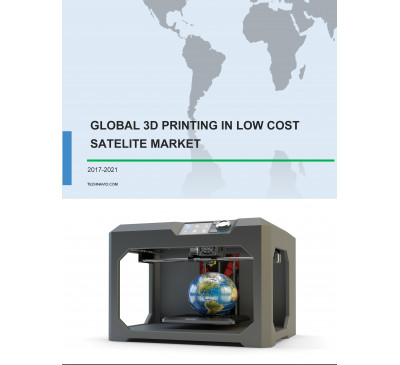 GLOBAL 3D PRINTING IN LOW COST
SATELITE MARKET
2017-2021
TECHNAVIO.COM